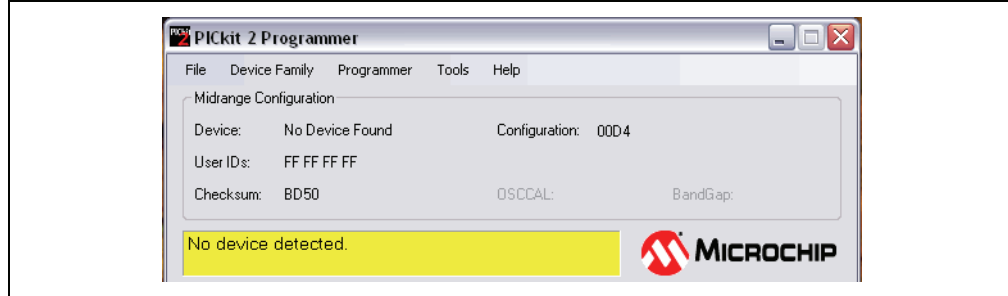 PICkit 2 Programmer
File Device Family Programmer Tools Help
Midrange Configuration
Device: No Device Found Configuration: 00D4
User IDs: FF FF FF FF
Checksum: BD50 OSCCAL: BandGap:
No device detected.
MICROCHIP